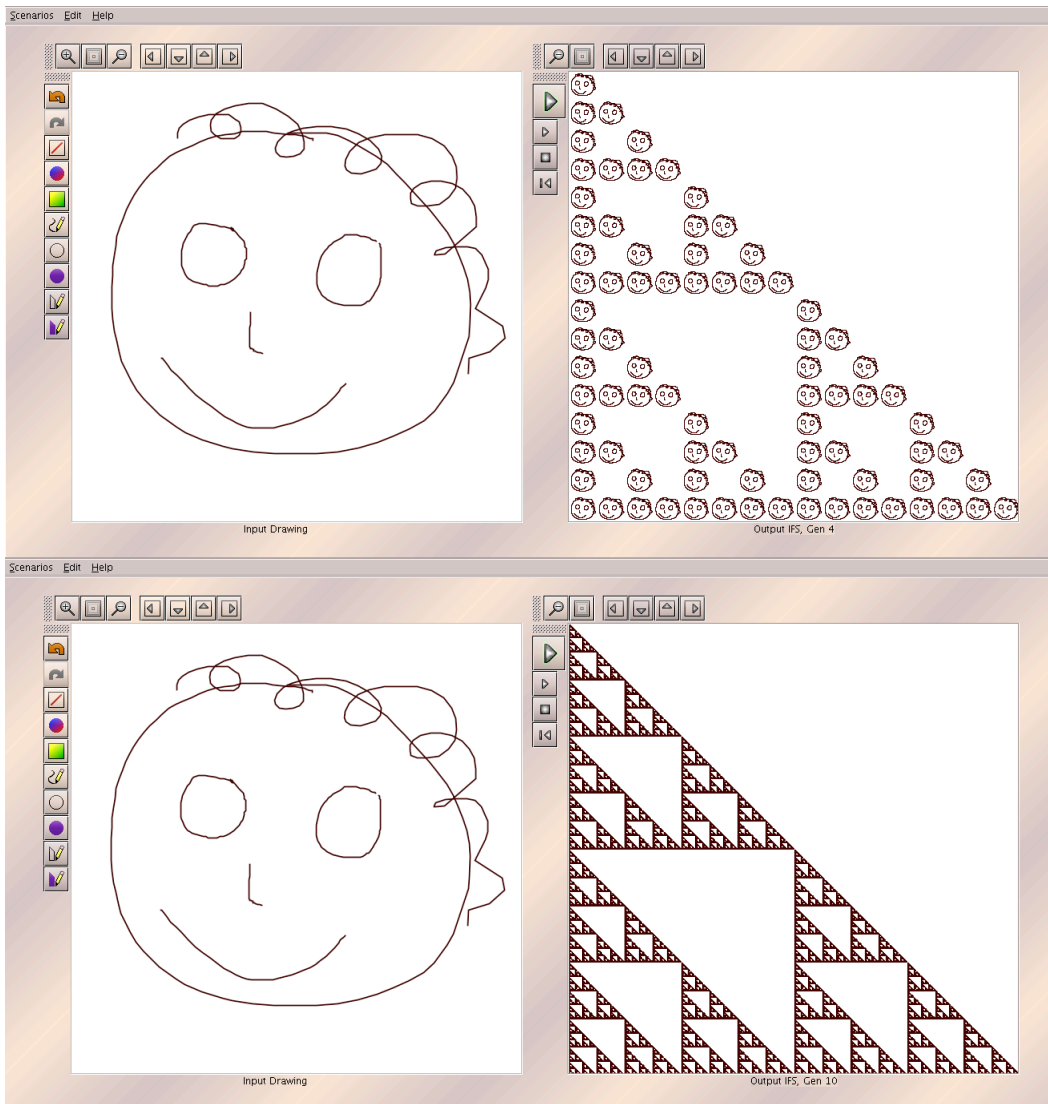 Scenarios Edit Help
Input Drawing
Output IFS, Gen 4
Scenarios Edit Help
Input Drawing
Output IFS, Gen 10